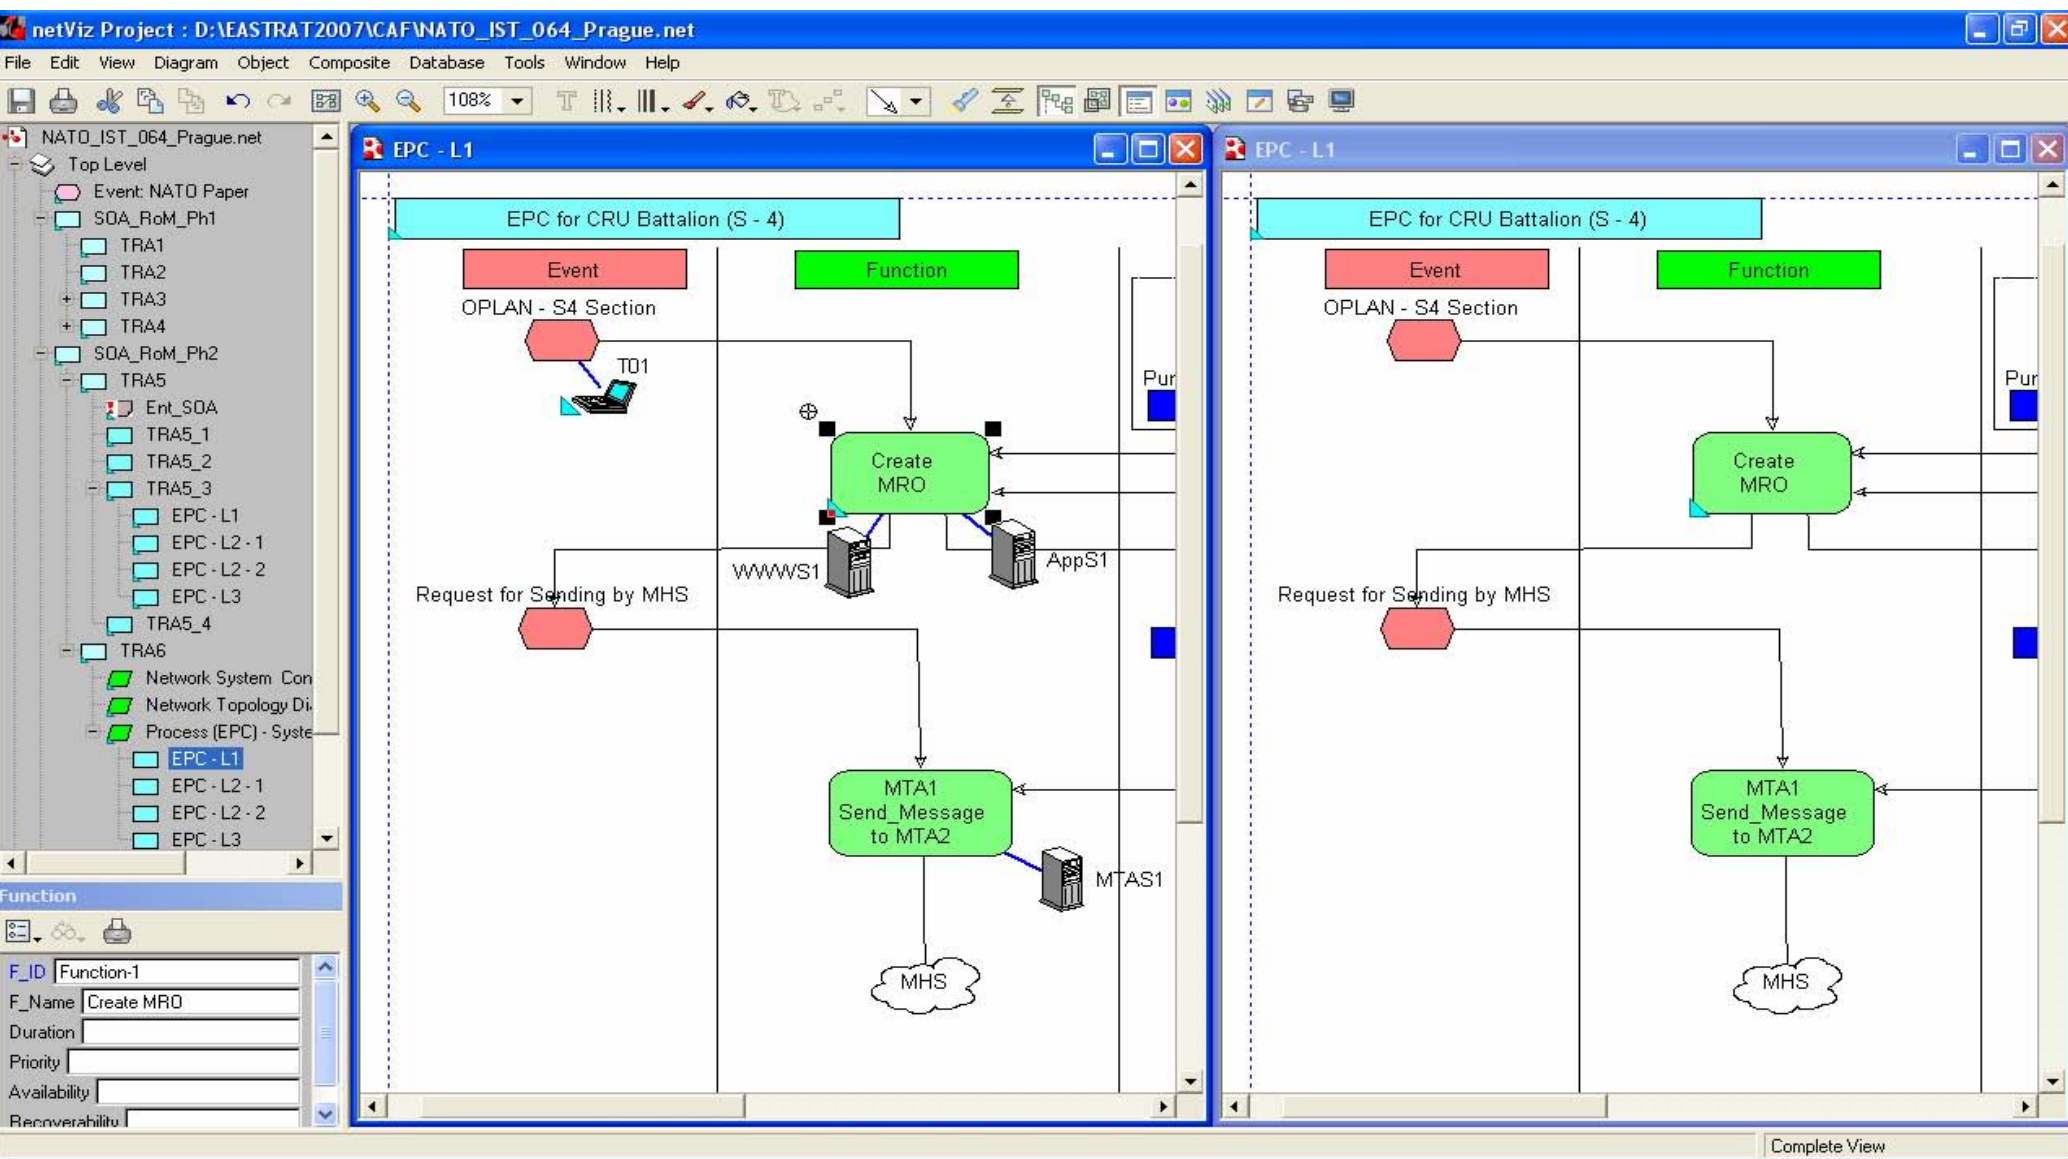 netViz Project : D:\EASTRAT2007\CAF\NATO_IST_064_Prague.net
File Edit View Diagram Object Composite Database Tools Window Help
108%
NATO_IST_064_Prague.net
Top Level
Event: NATO Paper
SOA_RoM_Ph1
TRA1
TRA2
TRA3
TRA4
SOA_RoM_Ph2
TRA5
Ent_SOA
TRA5_1
TRA5_2
TRA5_3
EPC - L1
EPC - L2 - 1
EPC - L2 - 2
EPC - L3
TRA5_4
TRA6
Network System Con
Network Topology Di
Process (EPC) - Syste
EPC - L1
EPC - L2 - 1
EPC - L2 - 2
EPC - L3
Function
F_ID Function-1
F_Name Create MRO
Duration
Priority
Availability
Recoverability
EPC - L1
EPC for CRU Battalion (S - 4)
Event Function
OPLAN - S4 Section
T01
Pur
Create
MRO
WWWS1
AppS1
Request for Sending by MHS
MTA1
Send_Message
to MTA2
MTAS1
MHS
EPC - L1
EPC for CRU Battalion (S - 4)
Event Function
OPLAN - S4 Section
Pur
Create
MRO
Request for Sending by MHS
MTA1
Send_Message
to MTA2
MHS
Complete View